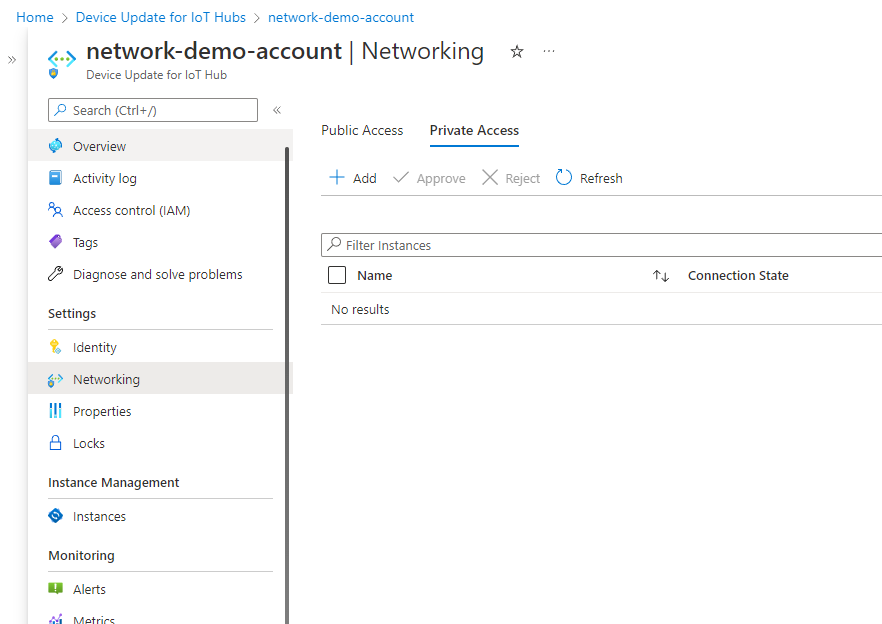 Home > Device Update for IoT Hubs > network-demo-account
network-demo-account | Networking
Device Update for IoT Hub
Search (Ctrl+/)
Overview
Activity log
Access control (IAM)
Tags
Diagnose and solve problems
Settings
Identity
Networking
Properties
Locks
Instance Management
Instances
Monitoring
Alerts
Metrics
Public Access
Private Access
Add
Approve
Reject
Refresh
Filter Instances
Name
Connection State
No results